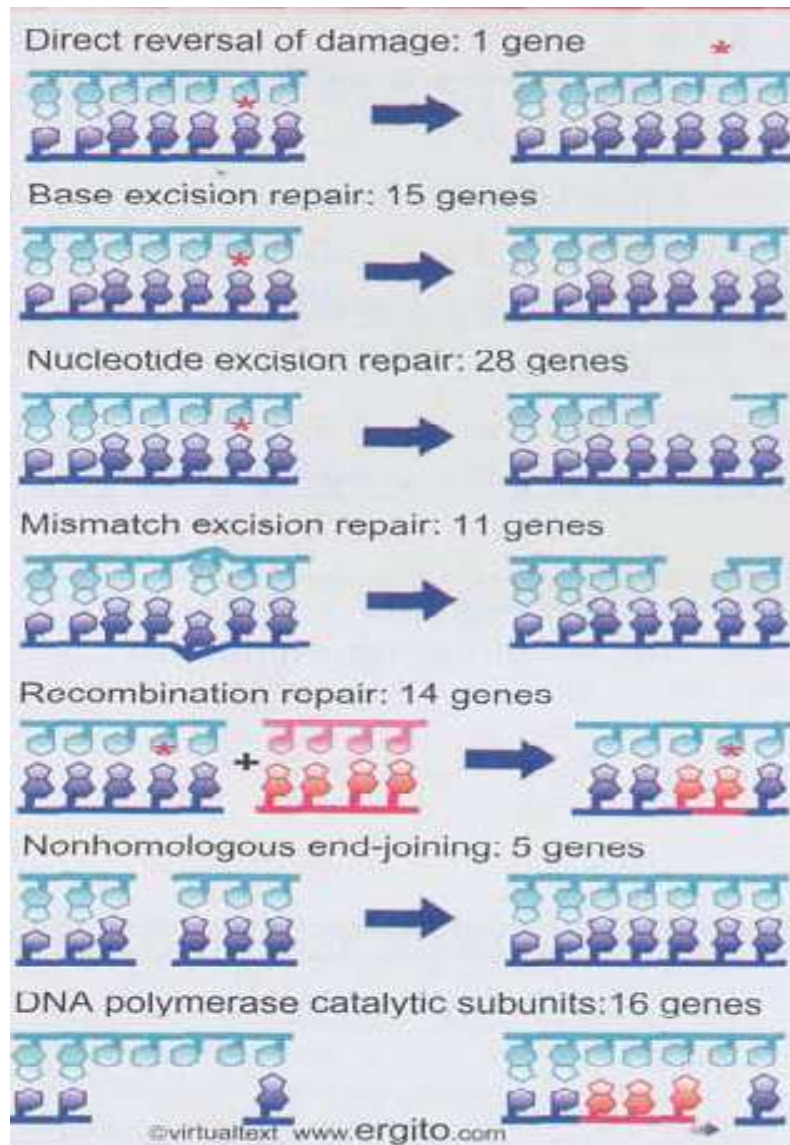 Direct reversal of damage: 1 gene
Base excision repair: 15 genes
Nucleotide excision repair: 28 genes
Mismatch excision repair: 11 genes
Recombination repair: 14 genes
+
Nonhomologous end-joining: 5 genes
DNA polymerase catalytic subunits:16 genes
©virtualtext www.ergito.com